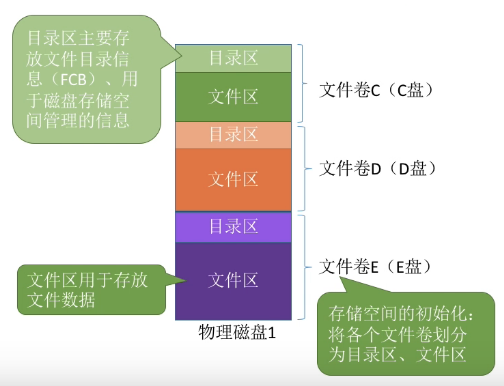 目录区主要存
放文件目录信
息（FCB）、用
于磁盘存储空
间管理的信息
目录区
文件区
文件卷C（C盘）
目录区
文件区
文件卷D（D盘）
目录区
文件区
文件卷E（E盘）
文件区用于存放
文件数据
物理磁盘1
存储空间的初始化：
将各个文件卷划分
为目录区、文件区